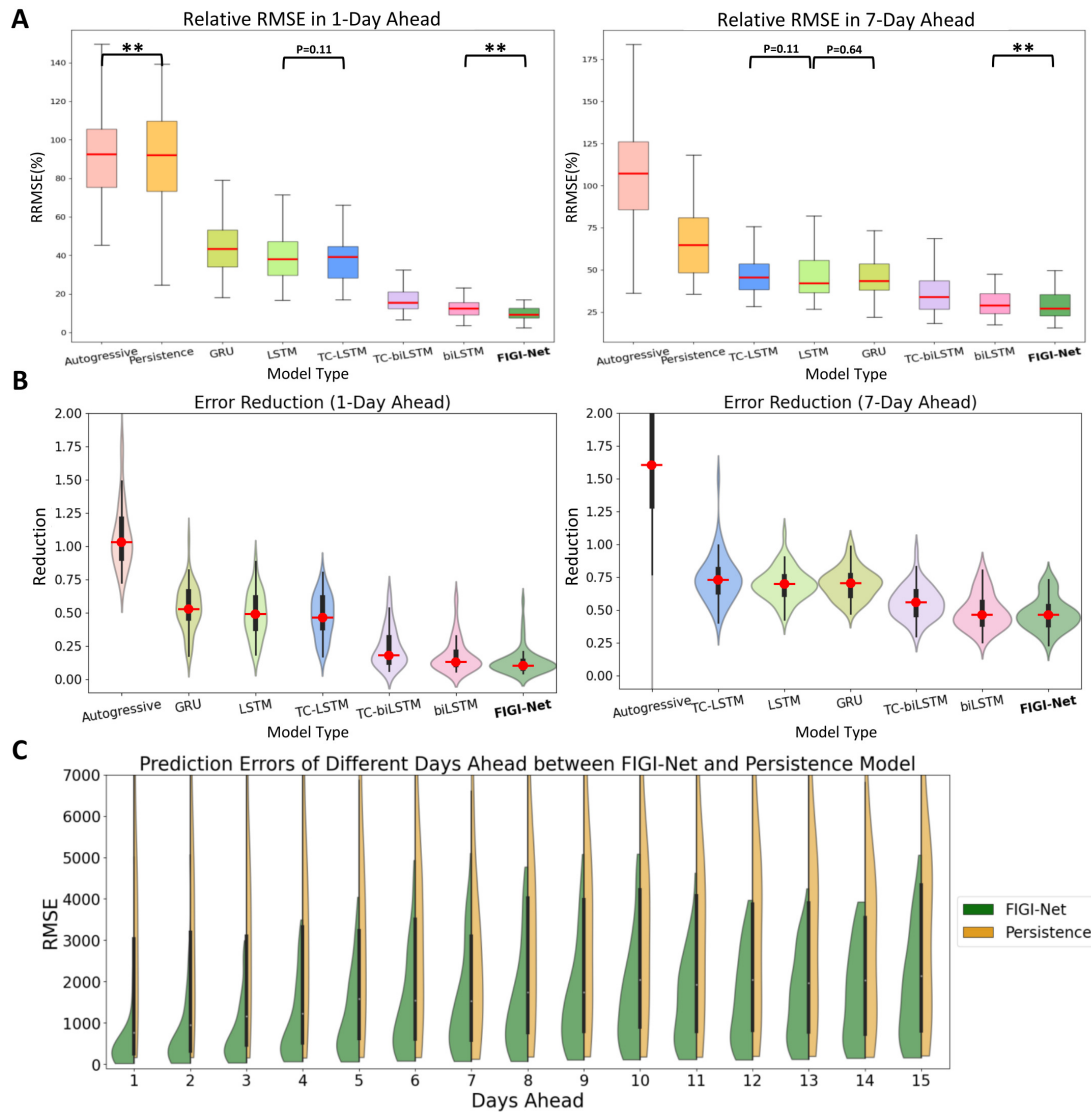 A
Relative RMSE in 1-Day Ahead
RRMSE(%)
140
120
100
80
60
40
20
0
**
P=0.11
**
Autogressive Persistence GRU LSTM TC-LSTM TC-biLSTM biLSTM FIGI-Net
Model Type
Relative RMSE in 7-Day Ahead
RRMSE(%)
175
150
125
100
75
50
25
P=0.11
P=0.64
**
Autogressive Persistence TC-LSTM LSTM GRU TC-biLSTM biLSTM FIGI-Net
Model Type
B
Error Reduction (1-Day Ahead)
Reduction
2.00
1.75
1.50
1.25
1.00
0.75
0.50
0.25
0.00
Autogressive GRU LSTM TC-LSTM TC-biLSTM biLSTM FIGI-Net
Model Type
Error Reduction (7-Day Ahead)
Reduction
2.00
1.75
1.50
1.25
1.00
0.75
0.50
0.25
0.00
Autogressive TC-LSTM LSTM GRU TC-biLSTM biLSTM FIGI-Net
Model Type
C
Prediction Errors of Different Days Ahead between FIGI-Net and Persistence Model
RMSE
7000
6000
5000
4000
3000
2000
1000
0
1 2 3 4 5 6 7 8 9 10 11 12 13 14 15
Days Ahead
FIGI-Net
Persistence